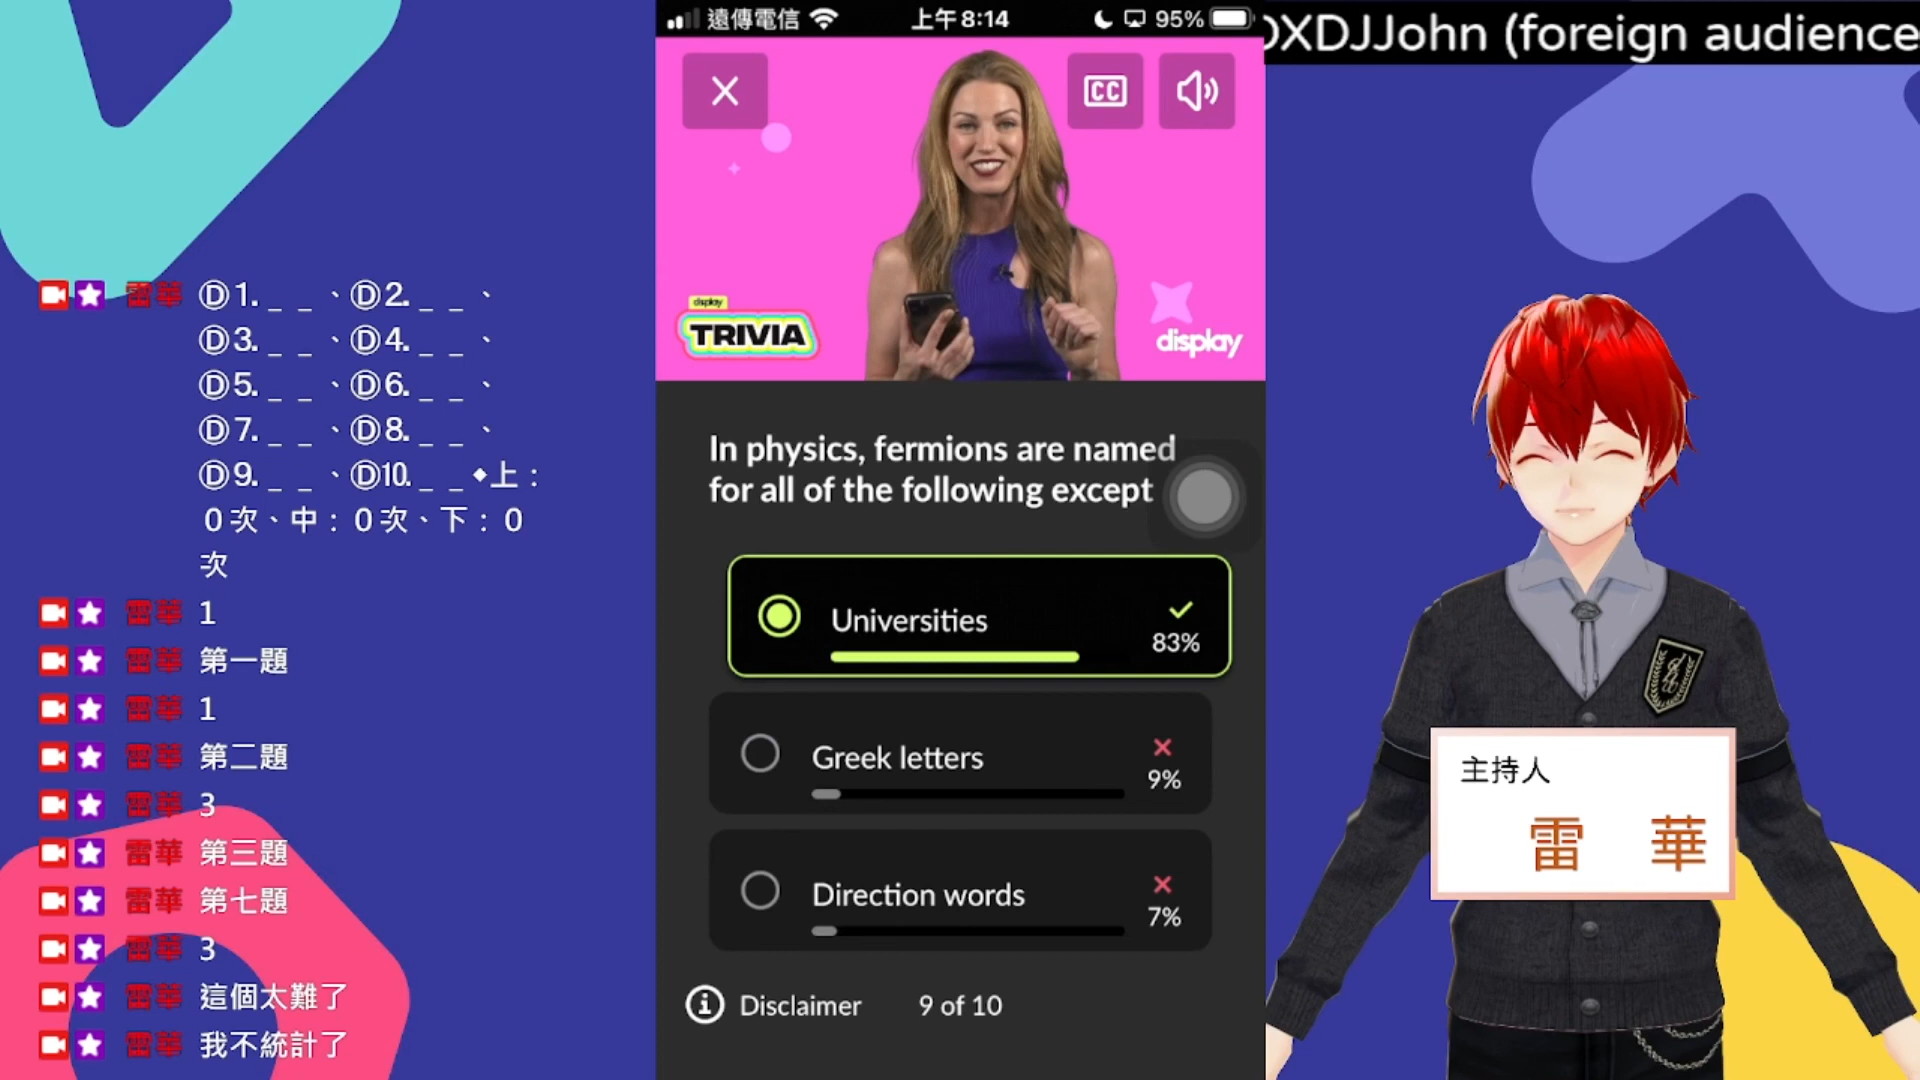 雷華 Ⓓ1. _ _ 、Ⓓ2. _ _ 、
Ⓓ3. _ _ 、Ⓓ4. _ _ 、
Ⓓ5. _ _ 、Ⓓ6. _ _ 、
Ⓓ7. _ _ 、Ⓓ8. _ _ 、
Ⓓ9. _ _ 、Ⓓ10. _ _ ◆上:
0次、中: 0次、下: 0
次
雷華 1
雷華 第一題
雷華 1
雷華 第二題
雷華 3
雷華 第三題
雷華 第七題
雷華 3
雷華 這個太難了
雷華 我不統計了
遠傳電信 上午8:14 95%
CC
display
TRIVIA
display
In physics, fermions are named
for all of the following except
Universities
83%
Greek letters
9%
Direction words
7%
Disclaimer 9 of 10
OXDJJohn (foreign audience
主持人
雷 華